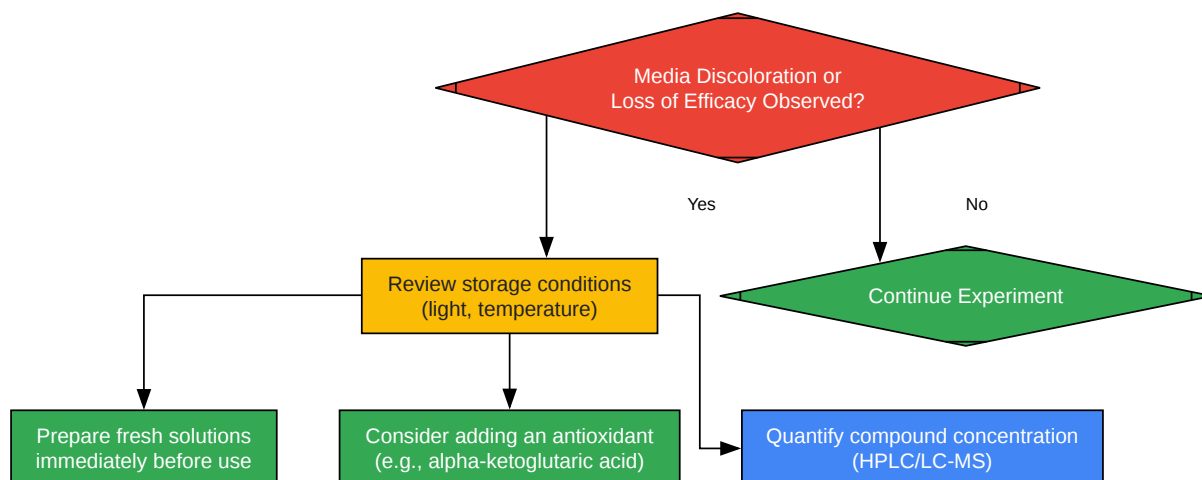 Media Discoloration or
Loss of Efficacy Observed?
Yes
No
Review storage conditions
(light, temperature)
Continue Experiment
Prepare fresh solutions
immediately before use
Consider adding an antioxidant
(e.g., alpha-ketoglutaric acid)
Quantify compound concentration
(HPLC/LC-MS)